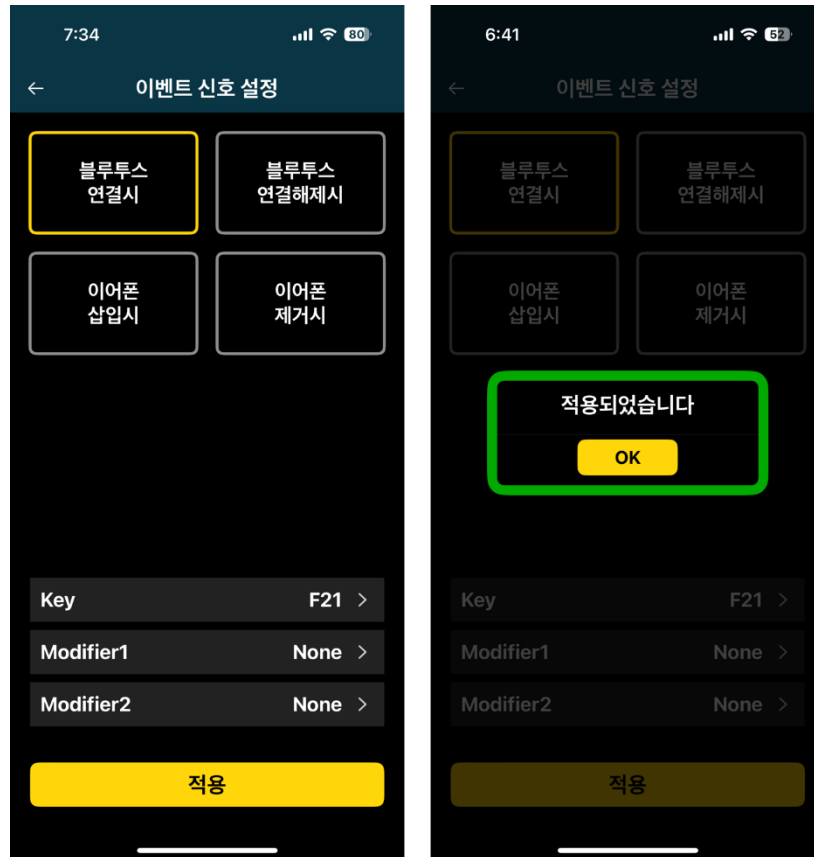 7:34
80
이벤트 신호 설정
블루투스
연결시
블루투스
연결해제시
이어폰
삽입시
이어폰
제거시
Key
F21
Modifier1
None
Modifier2
None
적용
6:41
52
이벤트 신호 설정
블루투스
연결시
블루투스
연결해제시
이어폰
삽입시
이어폰
제거시
적용되었습니다
OK
Key
F21
Modifier1
None
Modifier2
None
적용